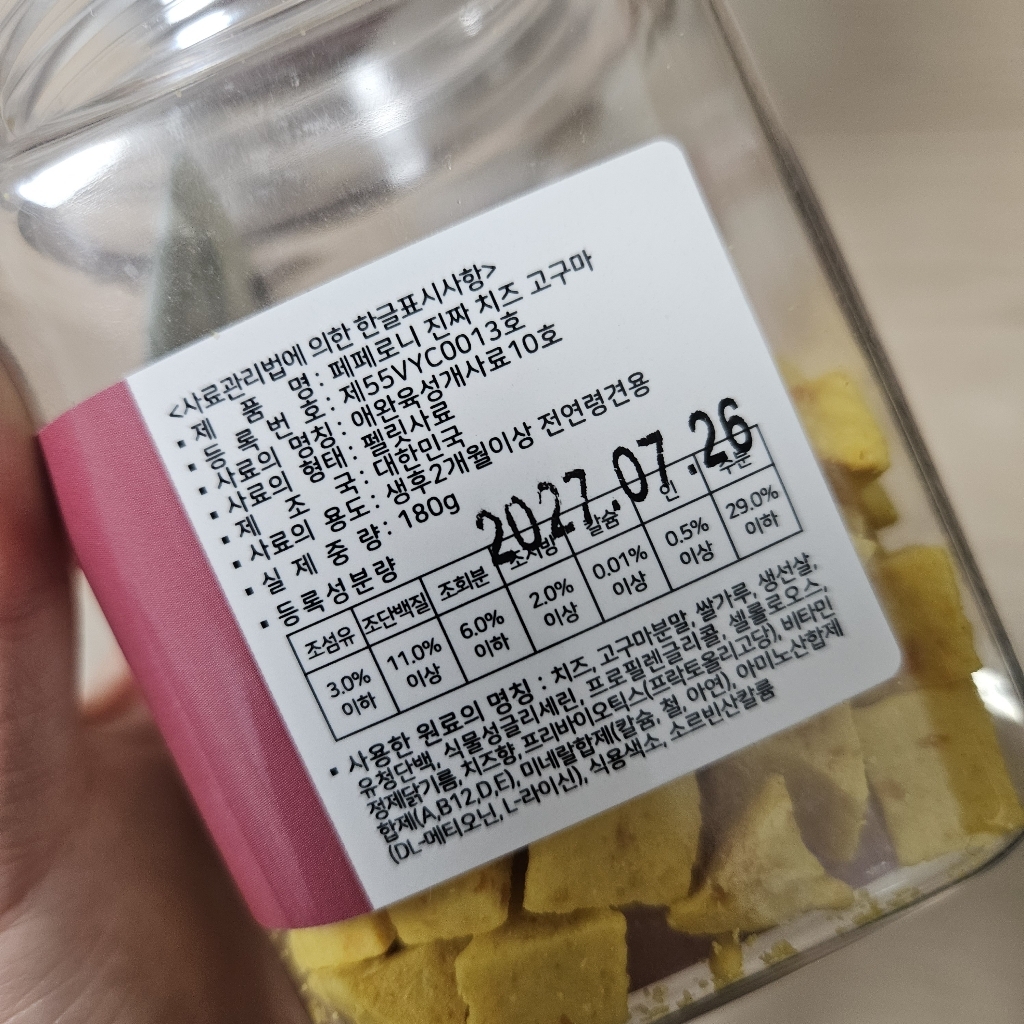 <사료관리법에 의한 한글표시사항>
▪ 제 품 명 : 페페로니 진짜 치즈 고구마
▪ 등 록 번 호 : 제55VYC0013호
▪ 사료의 명칭 : 애완육성개사료10호
▪ 사료의 형태 : 펠릿사료
▪ 제 조 국 : 대한민국
▪ 사료의 용도 : 생후2개월이상 전연령견용
▪ 실 제 중 량 : 180g
2027.07.26
▪ 등록성분량
조섬유 조단백질 조회분 조지방 칼슘 인 수분
3.0% 이하 11.0% 이상 6.0% 이하 2.0% 이상 0.01% 이상 0.5% 이상 29.0% 이하
▪ 사용한 원료의 명칭 : 치즈, 고구마분말, 쌀가루, 생선살,
유청단백, 식물성글리세린, 프로필렌글리콜, 셀룰로오스,
정제닭기름, 치즈향, 프리바이오틱스(프락토올리고당), 비타민
합제(A,B12,D,E), 미네랄합제(칼슘, 철, 아연), 아미노산합제
(DL-메티오닌, L-라이신), 식용색소, 소르빈산칼륨